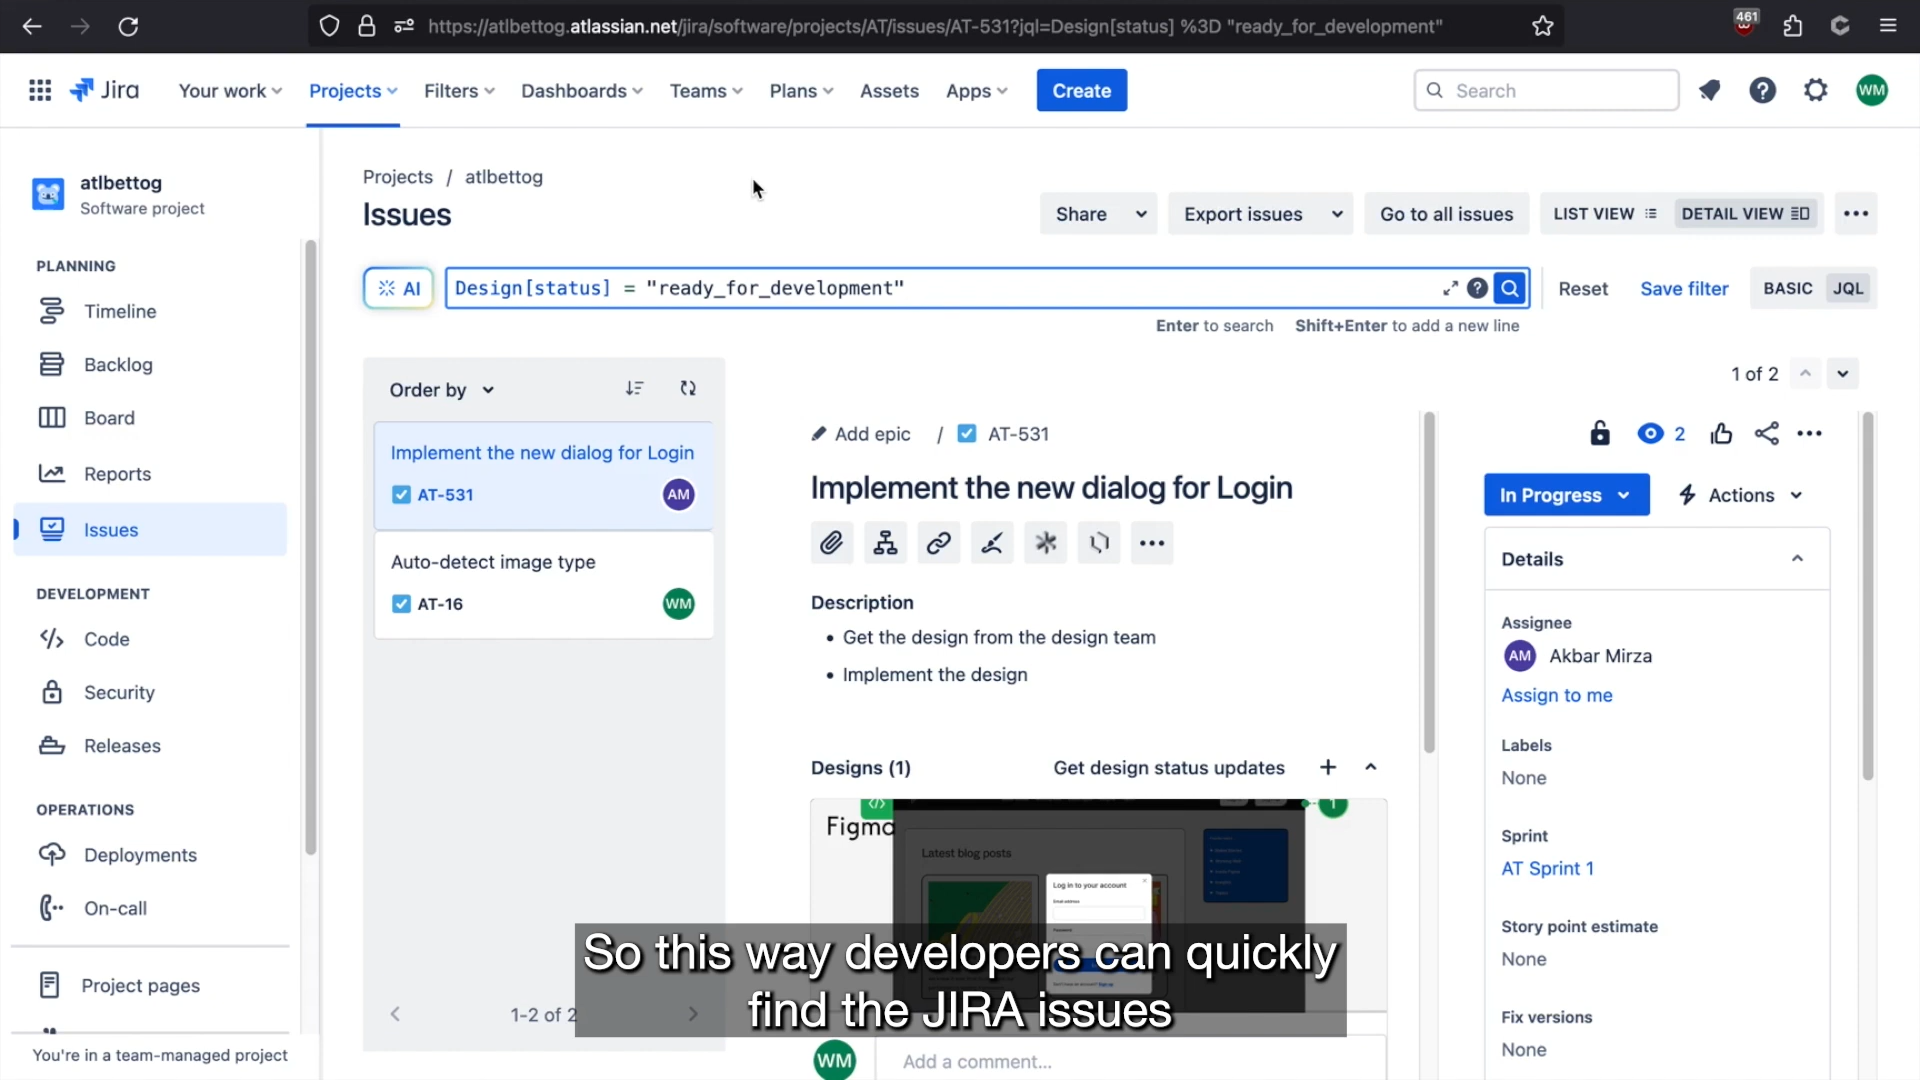 https://atlbettog.atlassian.net/jira/software/projects/AT/issues/AT-531?jql=Design[status] %3D "ready_for_development"
461
Jira
Your work
Projects
Filters
Dashboards
Teams
Plans
Assets
Apps
Create
Search
WM
atlbettog
Software project
PLANNING
Timeline
Backlog
Board
Reports
Issues
DEVELOPMENT
Code
Security
Releases
OPERATIONS
Deployments
On-call
Project pages
You're in a team-managed project
Projects / atlbettog
Issues
Share
Export issues
Go to all issues
LIST VIEW
DETAIL VIEW
AI
Design[status] = "ready_for_development"
Reset
Save filter
BASIC
JQL
Enter to search Shift+Enter to add a new line
Order by
Implement the new dialog for Login
AT-531
AM
Auto-detect image type
AT-16
WM
1-2 of 2
1 of 2
Add epic / AT-531
Implement the new dialog for Login
Description
• Get the design from the design team
• Implement the design
Designs (1)
Get design status updates
Figma
Latest blog posts
Log in to your account
Email address
Password
WM
Add a comment...
2
In Progress
Actions
Details
Assignee
AM
Akbar Mirza
Assign to me
Labels
None
Sprint
AT Sprint 1
Story point estimate
None
Fix versions
None
So this way developers can quickly
find the JIRA issues